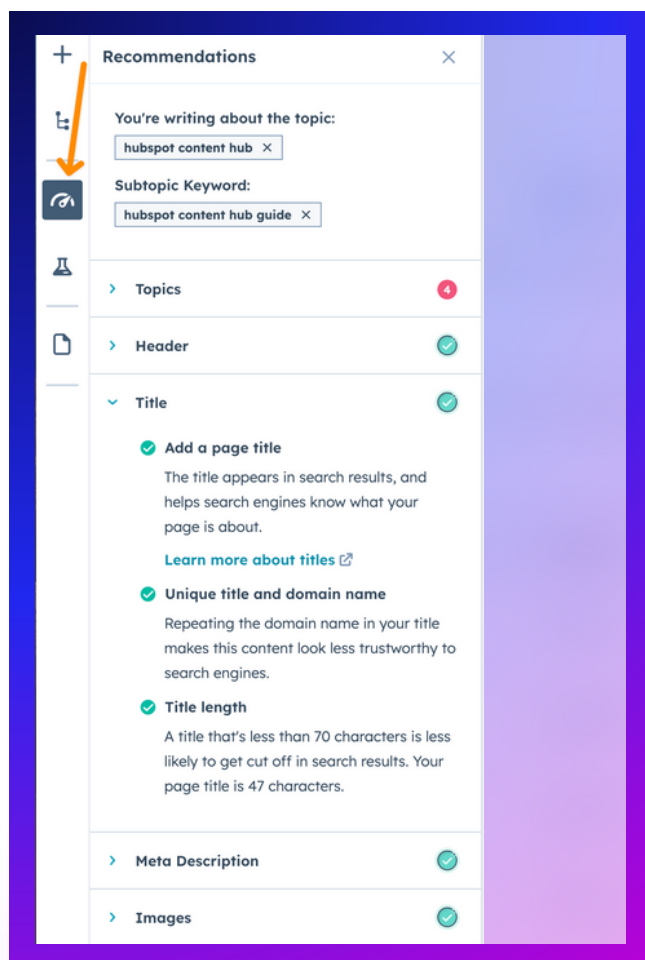 Recommendations
You're writing about the topic:
hubspot content hub ×
Subtopic Keyword:
hubspot content hub guide ×
Topics
4
Header
Title
Add a page title
The title appears in search results, and
helps search engines know what your
page is about.
Learn more about titles
Unique title and domain name
Repeating the domain name in your title
makes this content look less trustworthy to
search engines.
Title length
A title that's less than 70 characters is less
likely to get cut off in search results. Your
page title is 47 characters.
Meta Description
Images